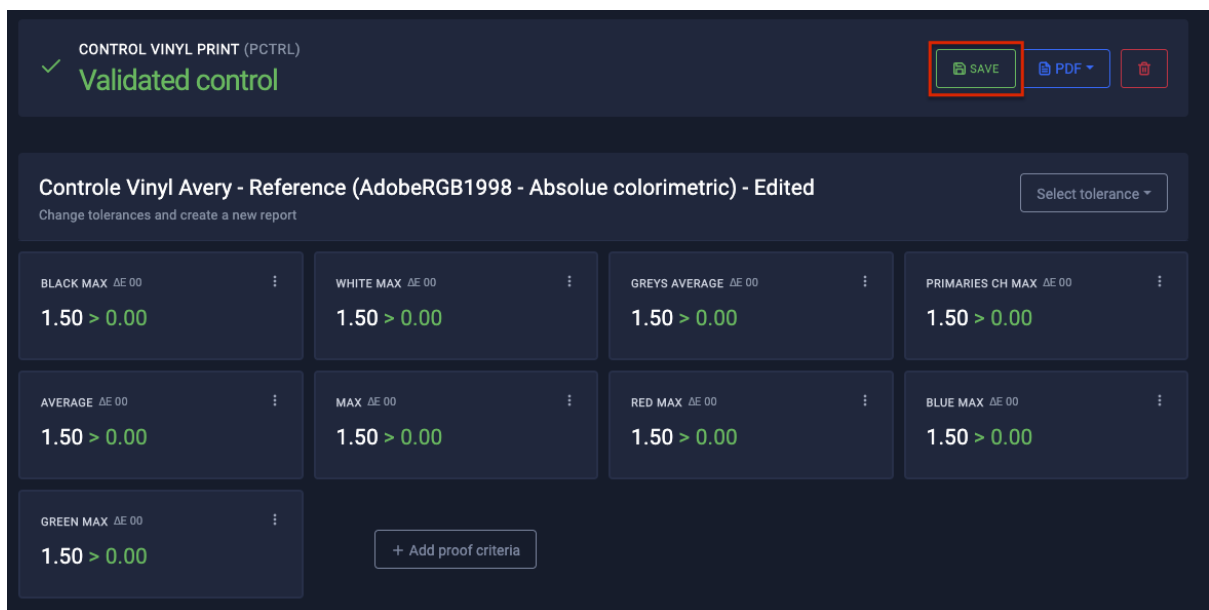 CONTROL VINYL PRINT (PCTRL)
Validated control
SAVE
PDF
Controle Vinyl Avery - Reference (AdobeRGB1998 - Absolue colorimetric) - Edited
Change tolerances and create a new report
Select tolerance
BLACK MAX ΔE 00
1.50 > 0.00
WHITE MAX ΔE 00
1.50 > 0.00
GREYS AVERAGE ΔE 00
1.50 > 0.00
PRIMARIES CH MAX ΔE 00
1.50 > 0.00
AVERAGE ΔE 00
1.50 > 0.00
MAX ΔE 00
1.50 > 0.00
RED MAX ΔE 00
1.50 > 0.00
BLUE MAX ΔE 00
1.50 > 0.00
GREEN MAX ΔE 00
1.50 > 0.00
+ Add proof criteria